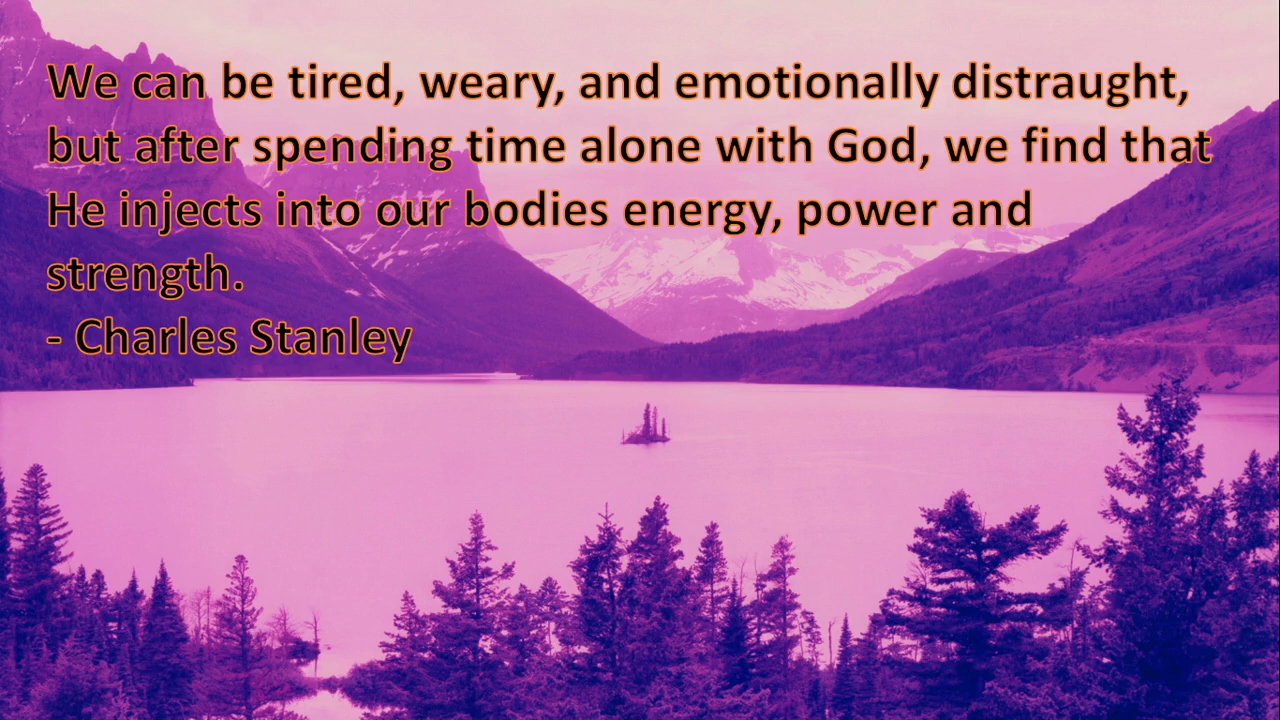 We can be tired, weary, and emotionally distraught,
but after spending time alone with God, we find that
He injects into our bodies energy, power and
strength.
- Charles Stanley